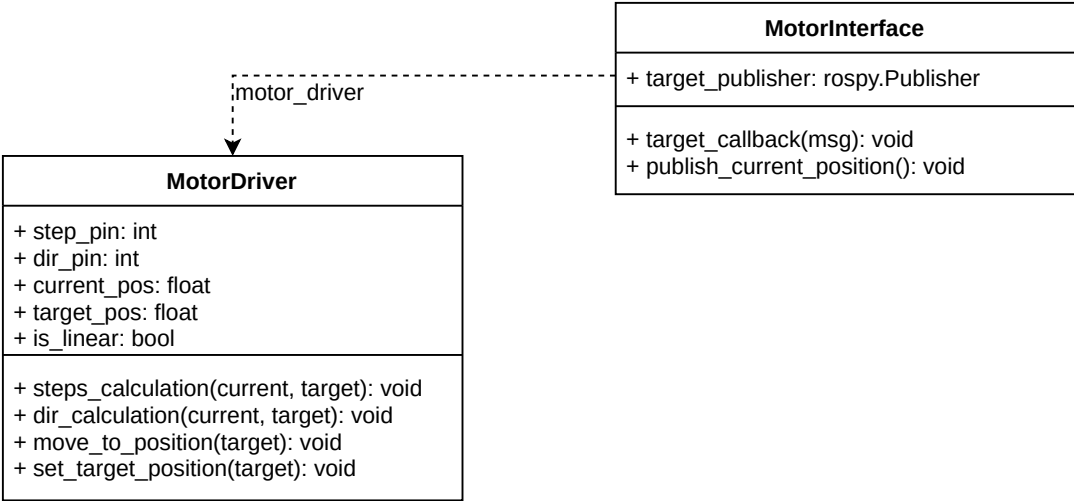 MotorInterface
+ target_publisher: rospy.Publisher
+ target_callback(msg): void
+ publish_current_position(): void
motor_driver
MotorDriver
+ step_pin: int
+ dir_pin: int
+ current_pos: float
+ target_pos: float
+ is_linear: bool
+ steps_calculation(current, target): void
+ dir_calculation(current, target): void
+ move_to_position(target): void
+ set_target_position(target): void